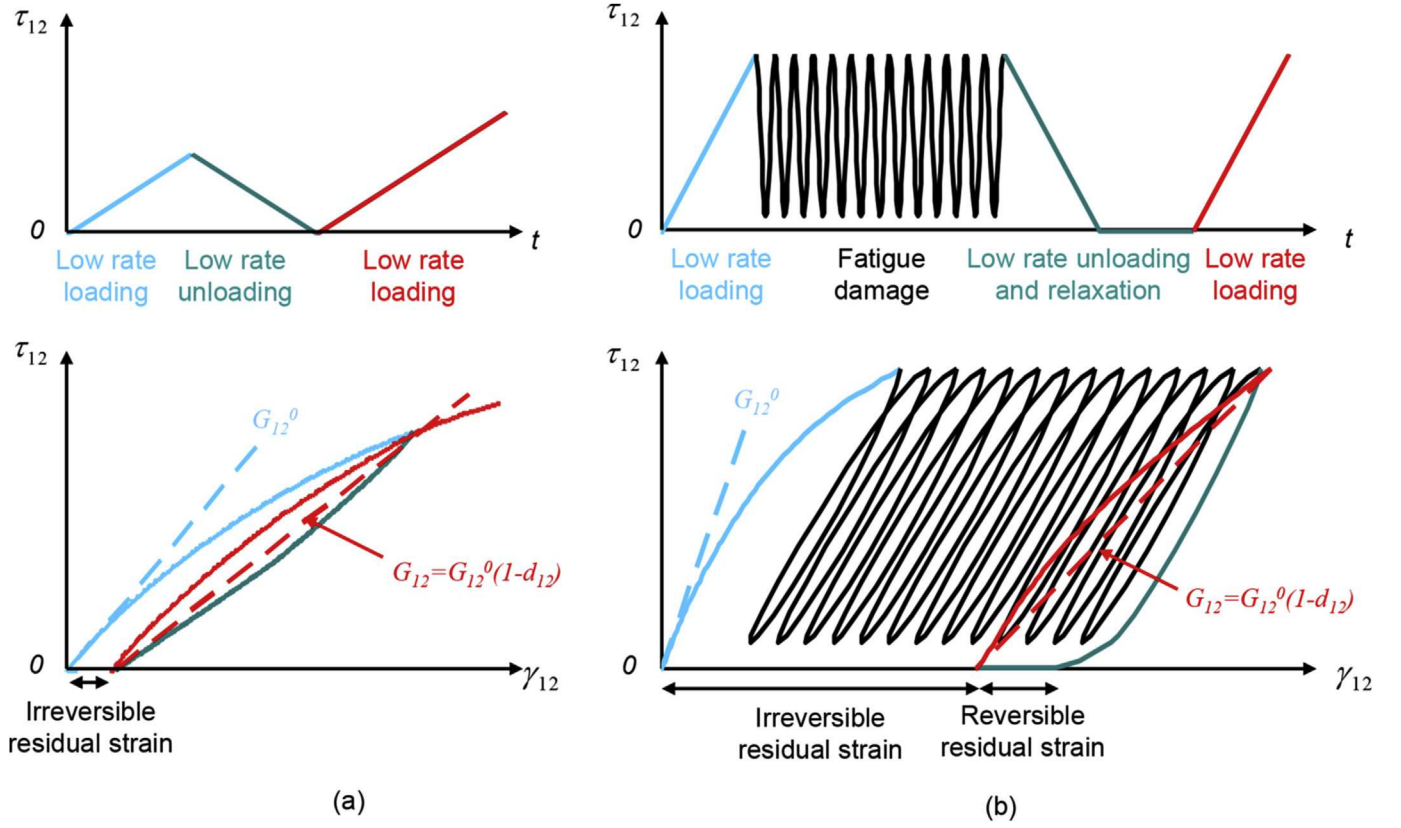 τ12
0
t
Low rate
loading
Low rate
unloading
Low rate
loading
τ12
G12^0
G12=G12^0(1-d12)
0
γ12
Irreversible
residual strain
(a)
τ12
0
t
Low rate
loading
Fatigue
damage
Low rate unloading
and relaxation
Low rate
loading
τ12
G12^0
G12=G12^0(1-d12)
0
γ12
Irreversible
residual strain
Reversible
residual strain
(b)